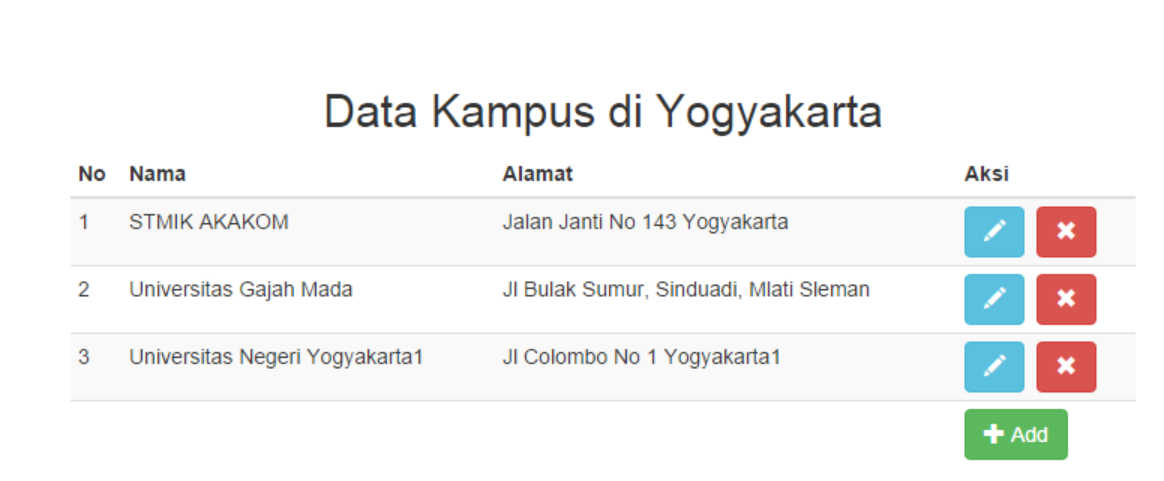 Data Kampus di Yogyakarta
No Nama Alamat Aksi
1 STMIK AKAKOM Jalan Janti No 143 Yogyakarta
2 Universitas Gajah Mada Jl Bulak Sumur, Sinduadi, Mlati Sleman
3 Universitas Negeri Yogyakarta1 Jl Colombo No 1 Yogyakarta1
Add